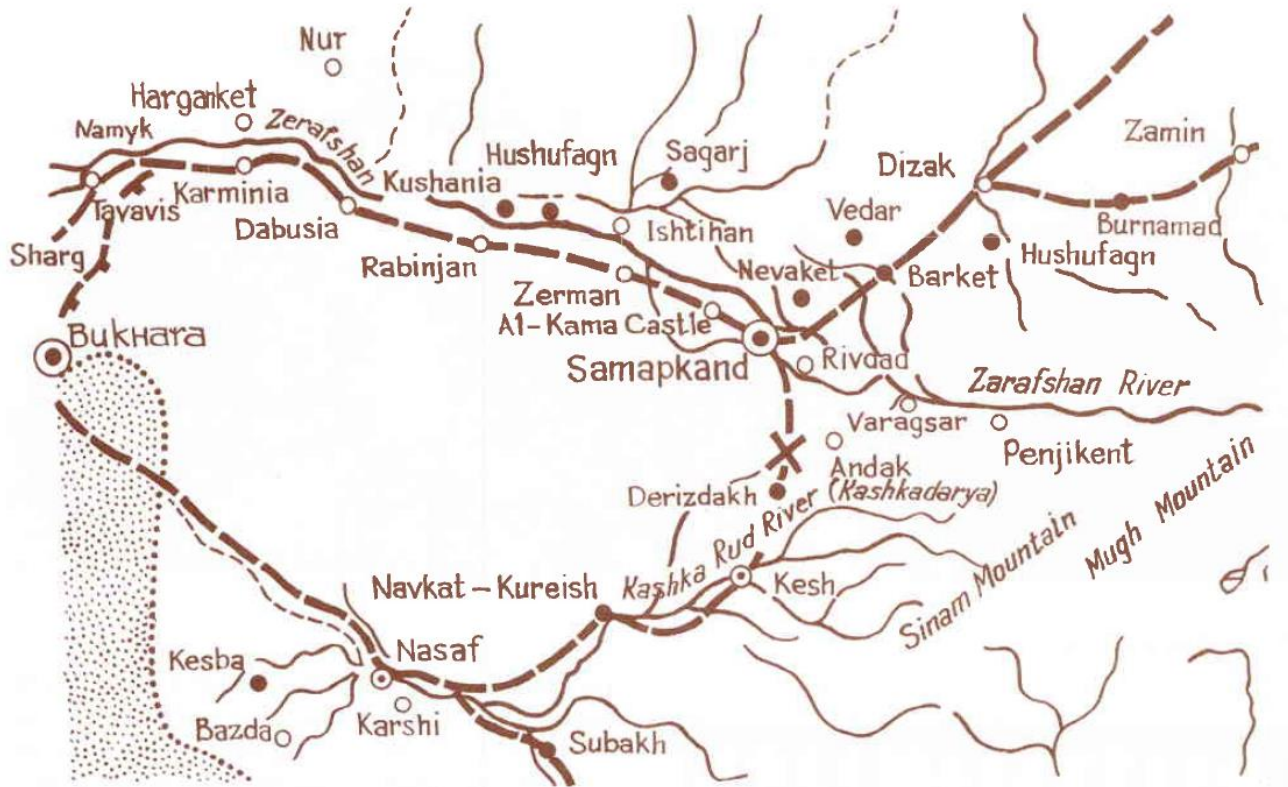 Nur
Harganket
Zerafshan
Namyk
Hushufagn
Sagarj
Zamin
Karminia
Kushania
Dizak
Tavavis
Dabusia
Vedar
Burnamad
Sharg
Ishtihan
Rabinjan
Hushufagn
Nevaket
Barket
Zerman
Al-Kama Castle
Bukhara
Samapkand
Rivdad
Zarafshan River
Varagsar
Penjikent
Andak
Derizdakh
(Kashkadarya)
Kashka Rud River
Mugh Mountain
Sinam Mountain
Navkat-Kureish
Kesh
Nasaf
Kesba
Karshi
Bazda
Subakh